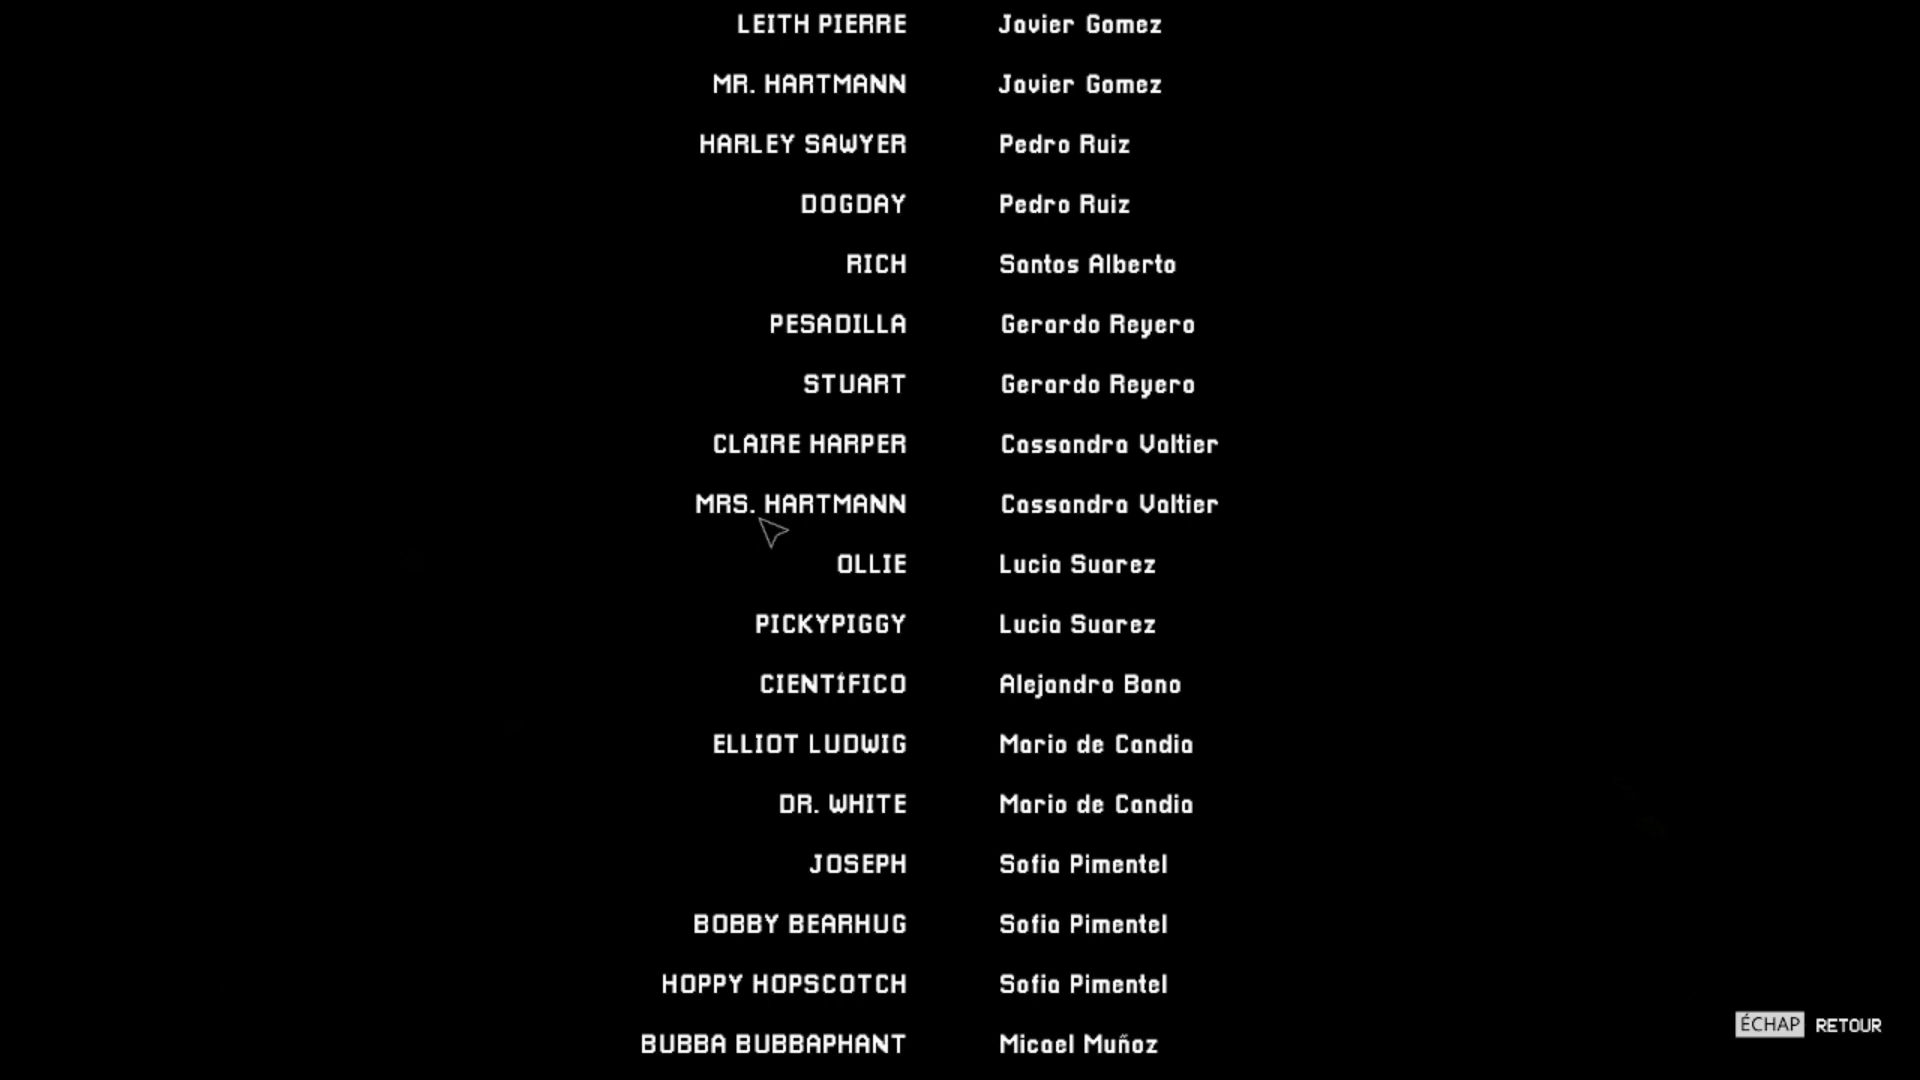 LEITH PIERRE Javier Gomez
MR. HARTMANN Javier Gomez
HARLEY SAWYER Pedro Ruiz
DOGDAY Pedro Ruiz
RICH Santos Alberto
PESADILLA Gerardo Reyero
STUART Gerardo Reyero
CLAIRE HARPER Cassandra Valtier
MRS. HARTMANN Cassandra Valtier
OLLIE Lucia Suarez
PICKYPIGGY Lucia Suarez
CIENTÍFICO Alejandro Bono
ELLIOT LUDWIG Mario de Candia
DR. WHITE Mario de Candia
JOSEPH Sofia Pimentel
BOBBY BEARHUG Sofia Pimentel
HOPPY HOPSCOTCH Sofia Pimentel
ÉCHAP RETOUR
BUBBA BUBBAPHANT Micael Muñoz